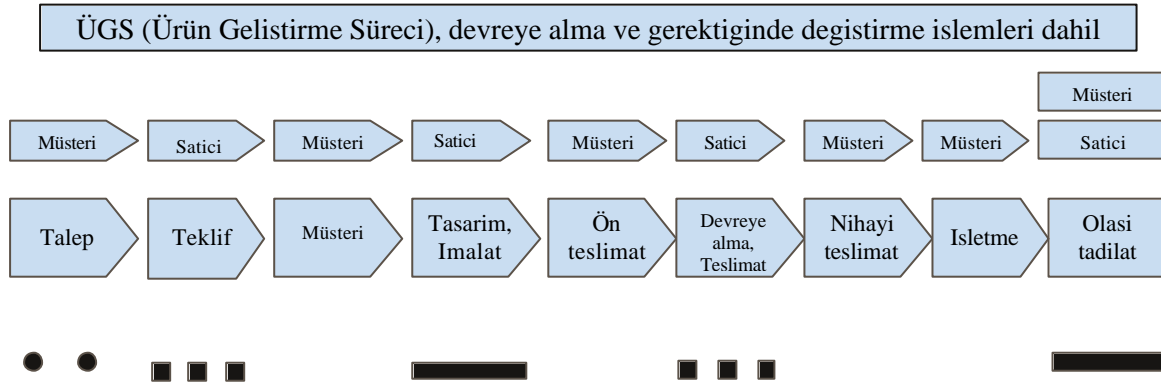 ÜGS (Ürün Gelistirme Süreci), devreye alma ve gerektiginde degistirme islemleri dahil
Müsteri
Müsteri
Satici
Müsteri
Satici
Müsteri
Satici
Müsteri
Müsteri
Satici
Talep
Teklif
Müsteri
Tasarim,
Imalat
Ön
teslimat
Devreye
alma,
Teslimat
Nihayi
teslimat
Isletme
Olasi
tadilat